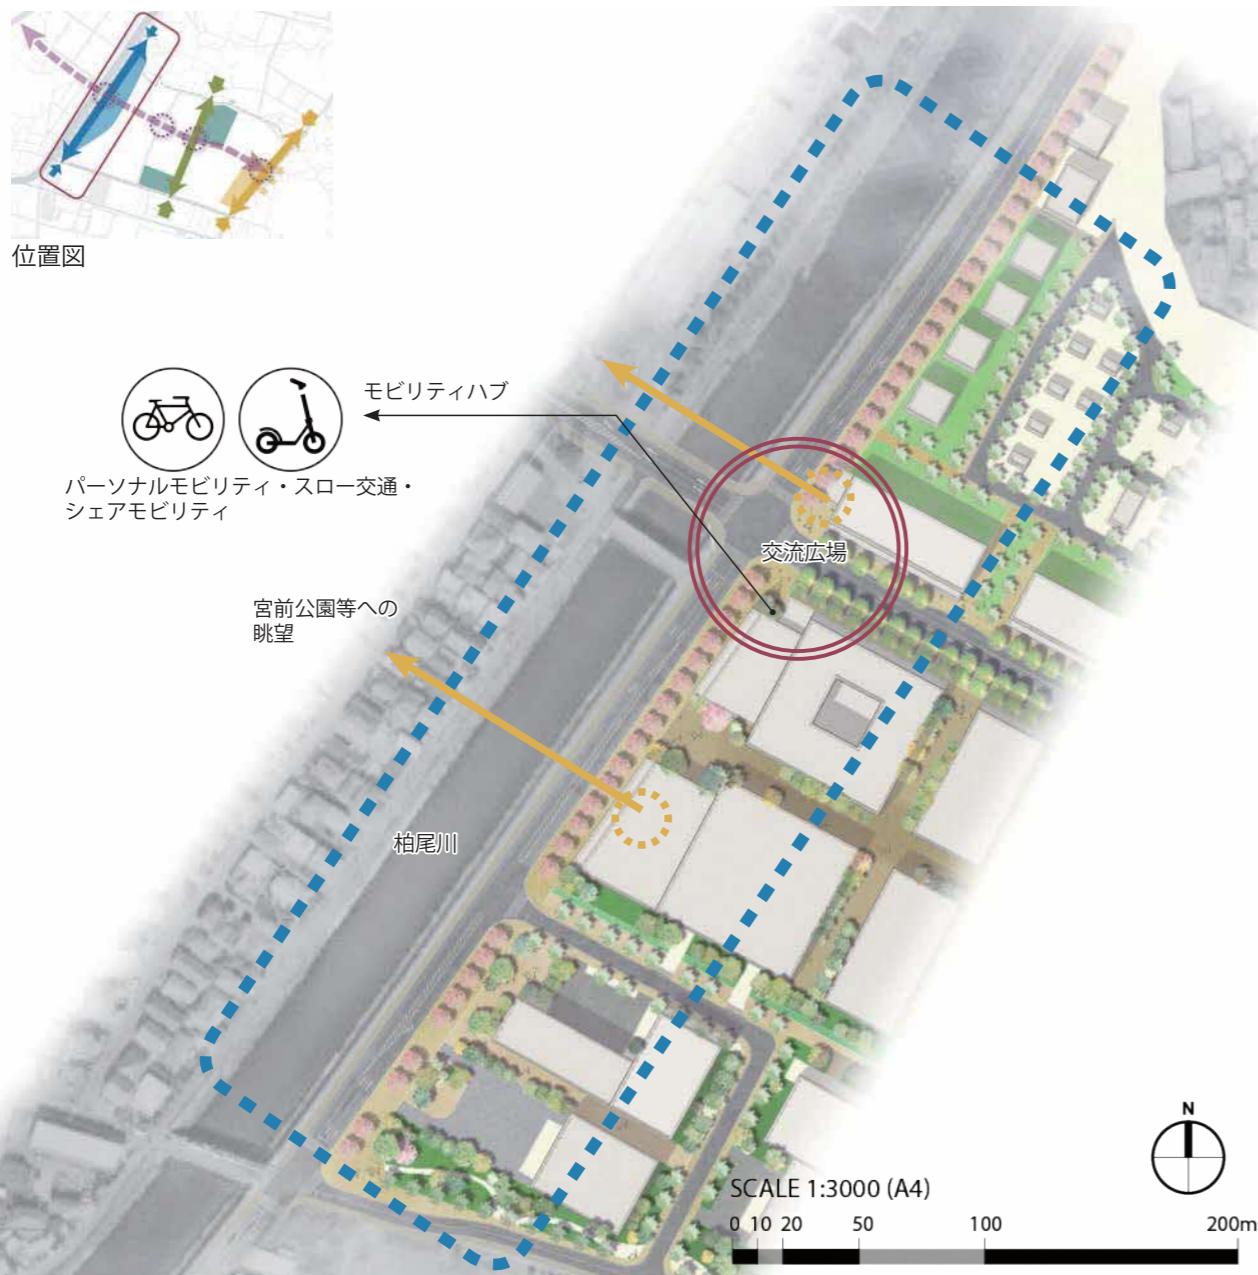 位置図
モビリティハブ
パーソナルモビリティ・スロー交通・
シェアモビリティ
交流広場
宮前公園等への
眺望
柏尾川
N
SCALE 1:3000 (A4)
0 10 20 50 100 200m